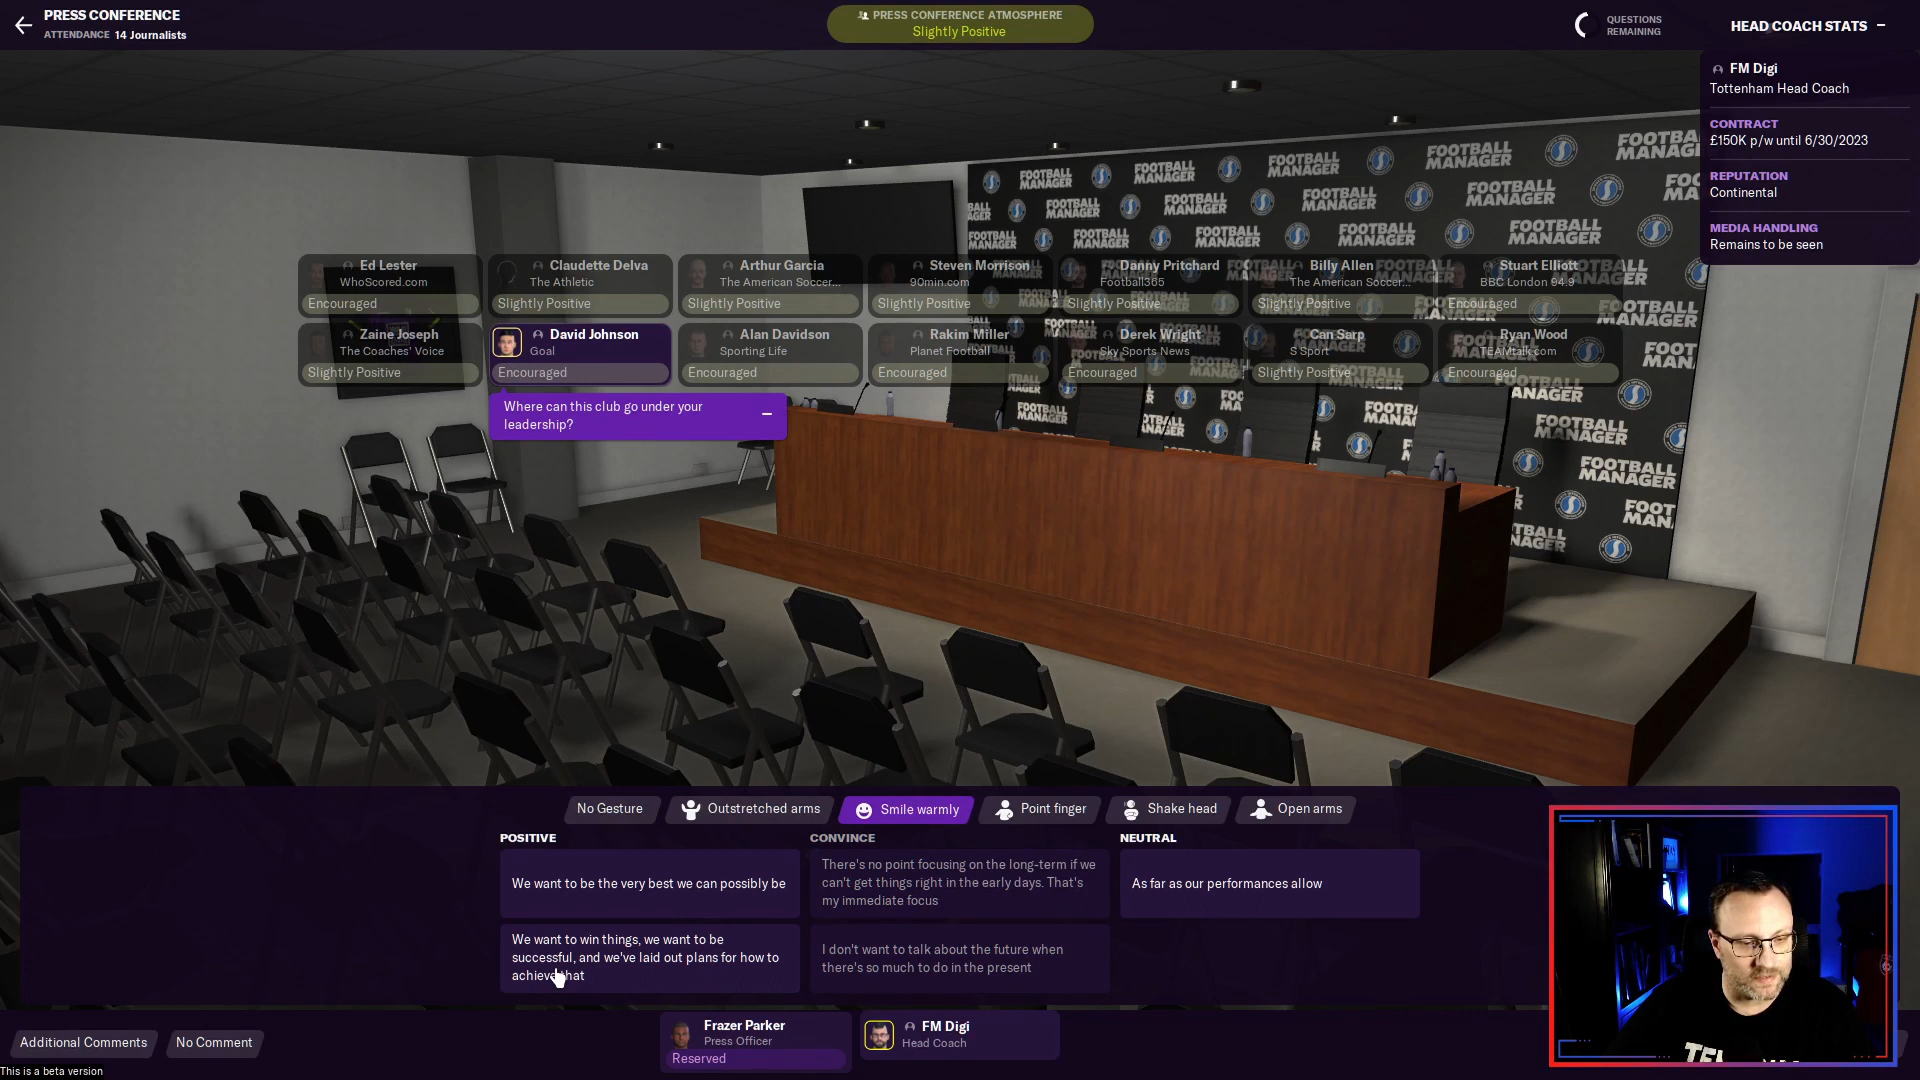 PRESS CONFERENCE
ATTENDANCE 14 Journalists
PRESS CONFERENCE ATMOSPHERE
Slightly Positive
QUESTIONS
REMAINING
HEAD COACH STATS
FM Digi
Tottenham Head Coach
CONTRACT
£150K p/w until 6/30/2023
REPUTATION
Continental
MEDIA HANDLING
Remains to be seen
FOOTBALL MANAGER
Ed Lester
WhoScored.com
Encouraged
Claudette Delva
The Athletic
Slightly Positive
Arthur Garcia
The American Soccer...
Slightly Positive
Steven Morrison
90min.com
Slightly Positive
Danny Pritchard
Football365
Slightly Positive
Billy Allen
The American Soccer...
Slightly Positive
Stuart Elliott
BBC London 94.9
Encouraged
Zaine Joseph
The Coaches' Voice
Slightly Positive
David Johnson
Goal
Encouraged
Alan Davidson
Sporting Life
Encouraged
Rakim Miller
Planet Football
Encouraged
Derek Wright
Sky Sports News
Encouraged
Can Sarp
S Sport
Slightly Positive
Ryan Wood
TEAMtalk.com
Encouraged
Where can this club go under your
leadership?
No Gesture
Outstretched arms
Smile warmly
Point finger
Shake head
Open arms
POSITIVE
We want to be the very best we can possibly be
We want to win things, we want to be
successful, and we've laid out plans for how to
achieve that
CONVINCE
There's no point focusing on the long-term if we
can't get things right in the early days. That's
my immediate focus
I don't want to talk about the future when
there's so much to do in the present
NEUTRAL
As far as our performances allow
Additional Comments
No Comment
Frazer Parker
Press Officer
Reserved
FM Digi
Head Coach
This is a beta version